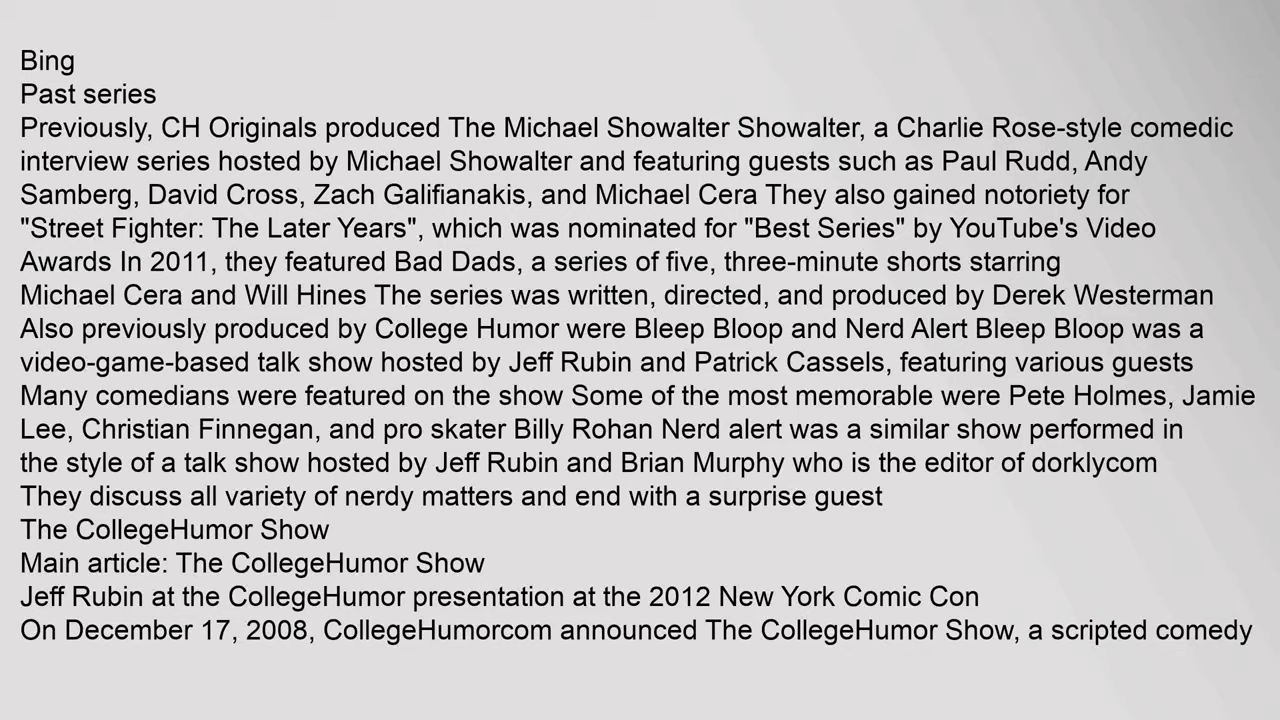 Bing
Past series
Previously, CH Originals produced The Michael Showalter Showalter, a Charlie Rose-style comedic
interview series hosted by Michael Showalter and featuring guests such as Paul Rudd, Andy
Samberg, David Cross, Zach Galifianakis, and Michael Cera They also gained notoriety for
"Street Fighter: The Later Years", which was nominated for "Best Series" by YouTube's Video
Awards In 2011, they featured Bad Dads, a series of five, three-minute shorts starring
Michael Cera and Will Hines The series was written, directed, and produced by Derek Westerman
Also previously produced by College Humor were Bleep Bloop and Nerd Alert Bleep Bloop was a
video-game-based talk show hosted by Jeff Rubin and Patrick Cassels, featuring various guests
Many comedians were featured on the show Some of the most memorable were Pete Holmes, Jamie
Lee, Christian Finnegan, and pro skater Billy Rohan Nerd alert was a similar show performed in
the style of a talk show hosted by Jeff Rubin and Brian Murphy who is the editor of dorklycom
They discuss all variety of nerdy matters and end with a surprise guest
The CollegeHumor Show
Main article: The CollegeHumor Show
Jeff Rubin at the CollegeHumor presentation at the 2012 New York Comic Con
On December 17, 2008, CollegeHumorcom announced The CollegeHumor Show, a scripted comedy